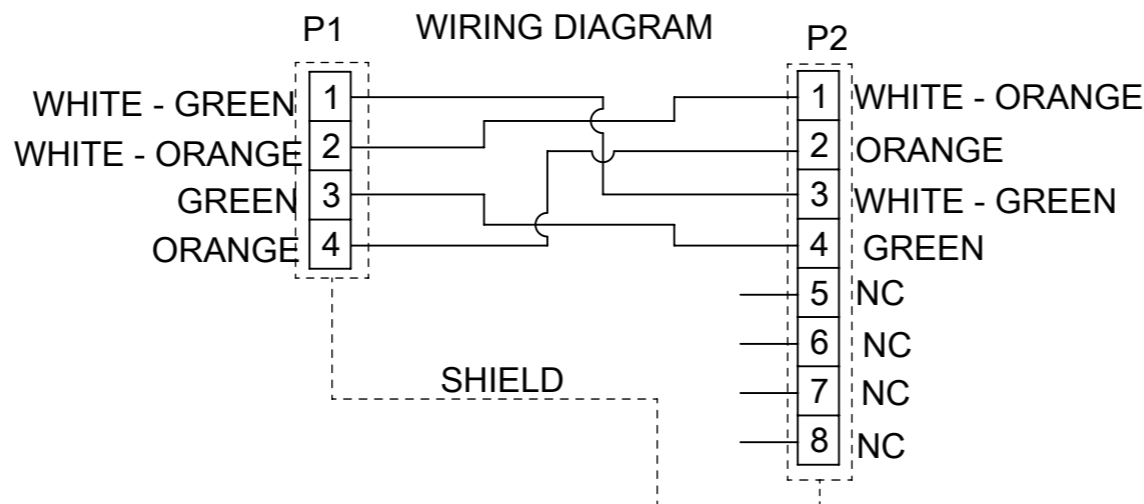 P1 WIRING DIAGRAM P2
WHITE - GREEN 1 1 WHITE - ORANGE
WHITE - ORANGE 2 2 ORANGE
GREEN 3 3 WHITE - GREEN
ORANGE 4 4 GREEN
5 NC
6 NC
SHIELD 7 NC
8 NC